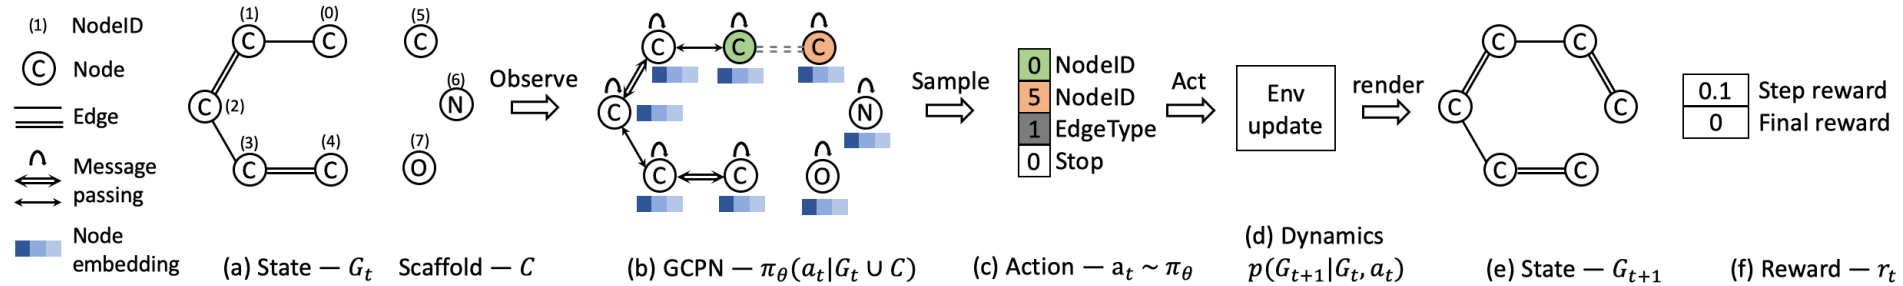 (1) NodeID
C Node
Edge
Message
passing
Node
embedding
(1) (0) (5)
C C C
(2) (6)
C N
(3) (4) (7)
C C O
(a) State — G_t Scaffold — C
Observe
C C C
C N
C C O
(b) GCPN — π_θ(a_t|G_t ∪ C)
Sample
0 NodeID
5 NodeID
1 EdgeType
0 Stop
(c) Action — a_t ~ π_θ
Act
Env
update
(d) Dynamics
p(G_{t+1}|G_t, a_t)
render
C C
C C
C C
(e) State — G_{t+1}
0.1 Step reward
0 Final reward
(f) Reward — r_t